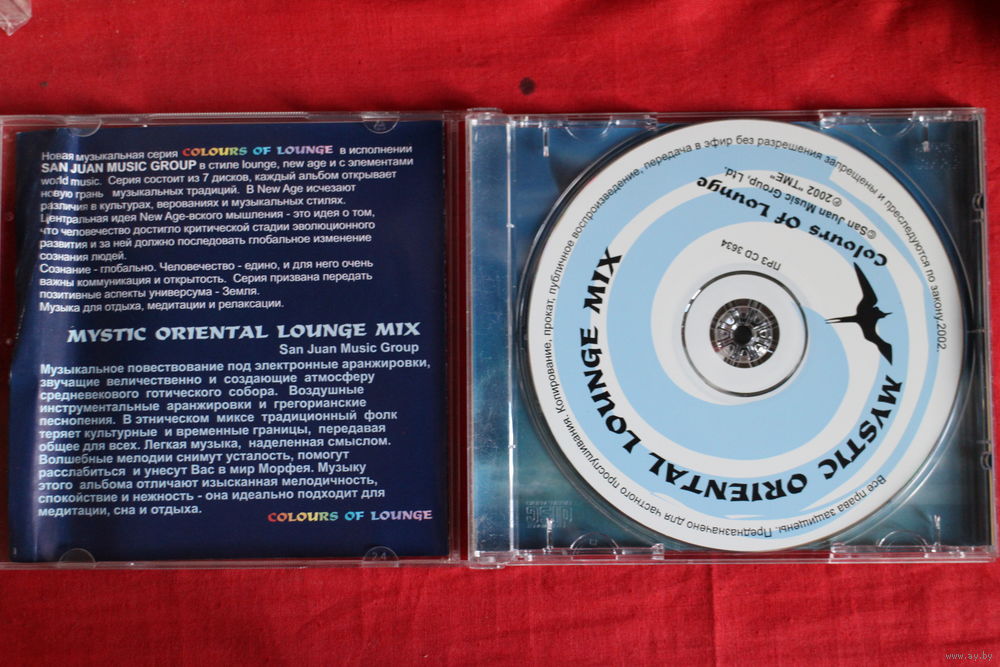 Новая музыкальная серия COLOURS OF LOUNGE в исполнении
SAN JUAN MUSIC GROUP в стиле lounge, new age и с элементами
world music. Серия состоит из 7 дисков, каждый альбом открывает
новую грань музыкальных традиций. В New Age исчезают
различия в культурах, верованиях и музыкальных стилях.
Центральная идея New Age-вского мышления - это идея о том,
что человечество достигло критической стадии эволюционного
развития и за ней должно последовать глобальное изменение
сознания людей.
Сознание - глобально. Человечество - едино, и для него очень
важны коммуникация и открытость. Серия призвана передать
позитивные аспекты универсума - Земля.
Музыка для отдыха, медитации и релаксации.
MYSTIC ORIENTAL LOUNGE MIX
San Juan Music Group
Музыкальное повествование под электронные аранжировки,
звучащие величественно и создающие атмосферу
средневекового готического собора. Воздушные
инструментальные аранжировки и грегорианские
песнопения. В этническом миксе традиционный фолк
теряет культурные и временные границы, передавая
общее для всех. Легкая музыка, наделенная смыслом.
Волшебные мелодии снимут усталость, помогут
расслабиться и унесут Вас в мир Морфея. Музыку
этого альбома отличают изысканная мелодичность,
спокойствие и нежность - она идеально подходит для
медитации, сна и отдыха.
COLOURS OF LOUNGE
Все права защищены. Предназначено для частного прослушивания. Копирование, прокат, публичное воспроизведение, передача в эфир без разрешения запрещены и преследуются по закону.2002.
MYSTIC ORIENTAL LOUNGE MIX
ПРЗ CD 3634
Colours Of Lounge
©San Juan Music Group, Ltd.
℗2002 "TME"
www.ay.by